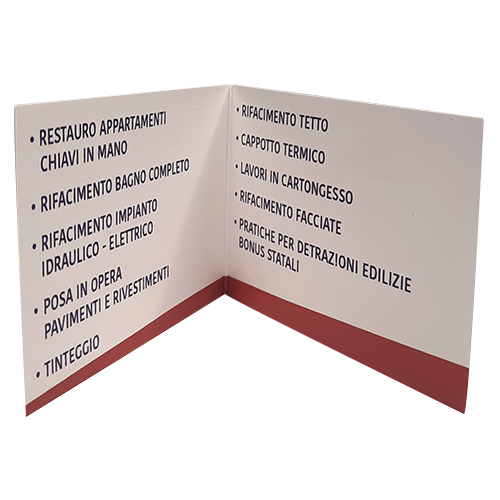 • RESTAURO APPARTAMENTI
CHIAVI IN MANO
• RIFACIMENTO BAGNO COMPLETO
• RIFACIMENTO IMPIANTO
IDRAULICO - ELETTRICO
• POSA IN OPERA
PAVIMENTI E RIVESTIMENTI
• TINTEGGIO
• RIFACIMENTO TETTO
• CAPPOTTO TERMICO
• LAVORI IN CARTONGESSO
• RIFACIMENTO FACCIATE
• PRATICHE PER DETRAZIONI EDILIZIE
BONUS STATALI